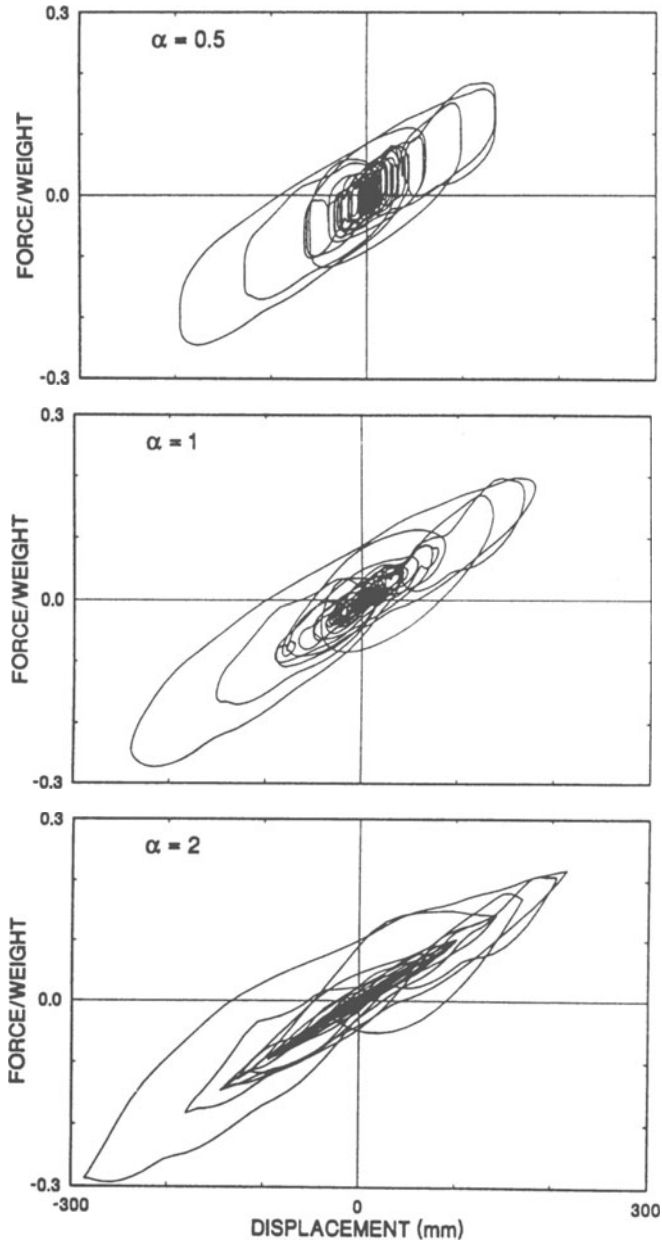 0.3
α = 0.5
FORCE/WEIGHT
0.0
-0.3
0.3
α = 1
FORCE/WEIGHT
0.0
-0.3
0.3
α = 2
FORCE/WEIGHT
0.0
-0.3
-300 0 300
DISPLACEMENT (mm)